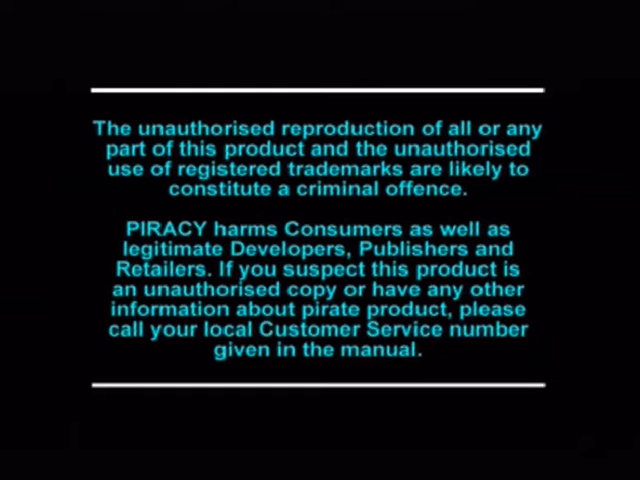 The unauthorised reproduction of all or any
part of this product and the unauthorised
use of registered trademarks are likely to
constitute a criminal offence.
PIRACY harms Consumers as well as
legitimate Developers, Publishers and
Retailers. If you suspect this product is
an unauthorised copy or have any other
information about pirate product, please
call your local Customer Service number
given in the manual.